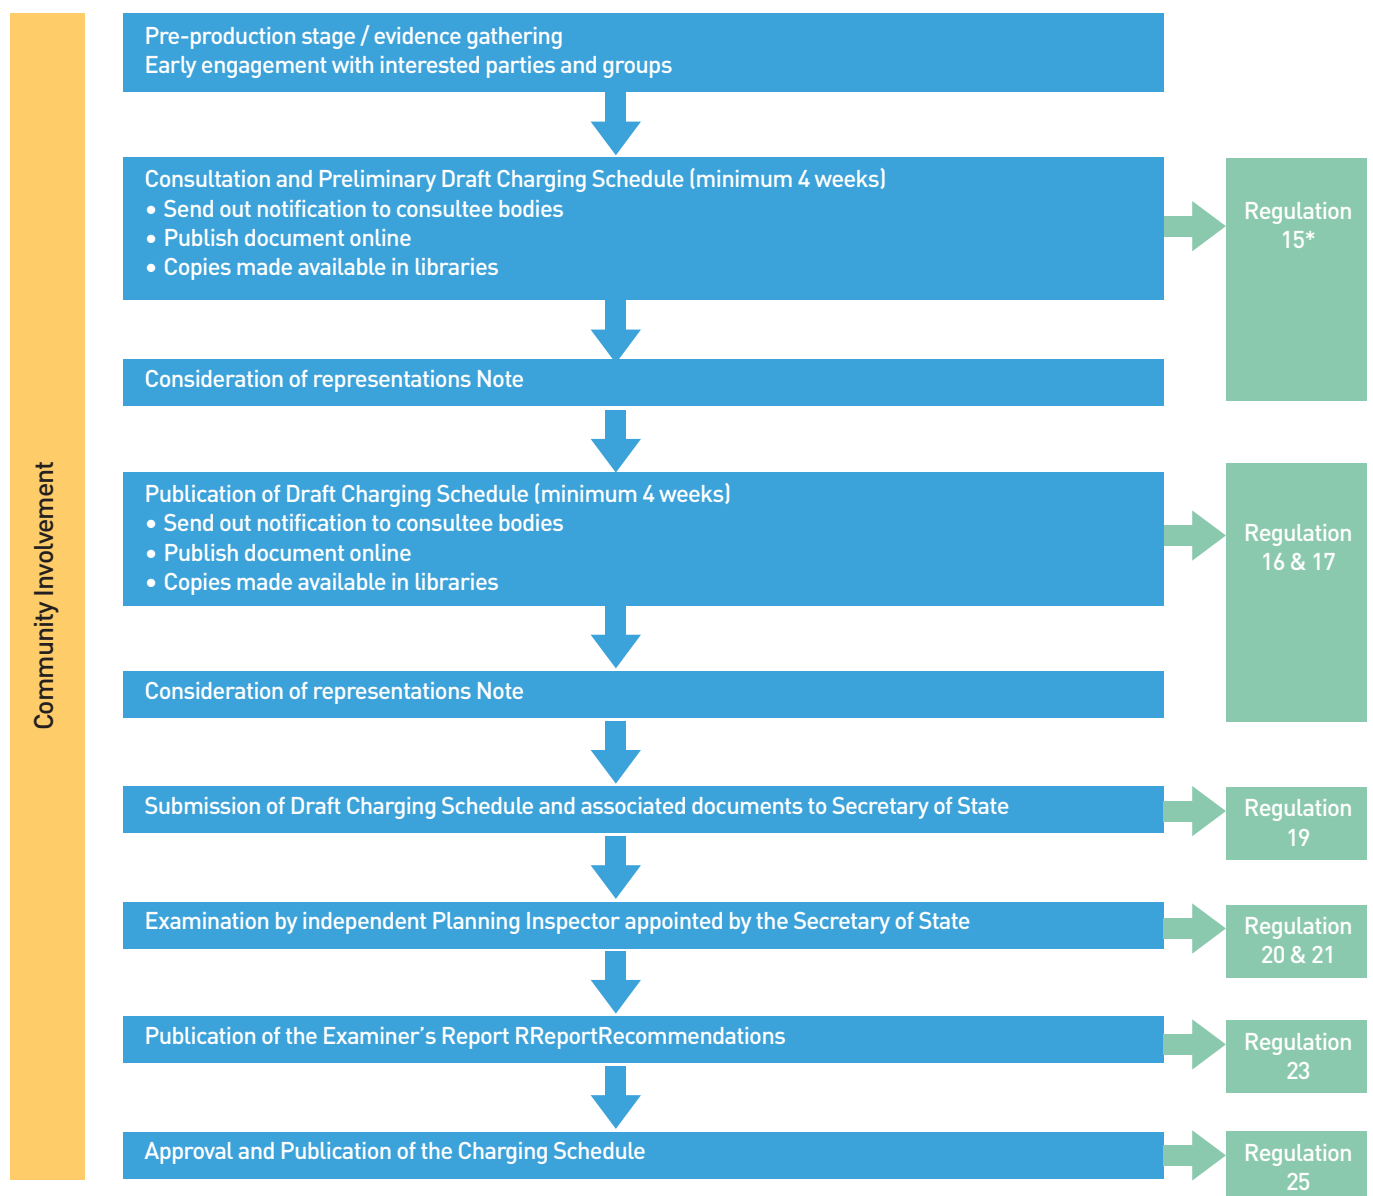 Community Involvement
Pre-production stage / evidence gathering
Early engagement with interested parties and groups
Consultation and Preliminary Draft Charging Schedule (minimum 4 weeks)
• Send out notification to consultee bodies
• Publish document online
• Copies made available in libraries
Regulation
15*
Consideration of representations Note
Publication of Draft Charging Schedule (minimum 4 weeks)
• Send out notification to consultee bodies
• Publish document online
• Copies made available in libraries
Regulation
16 & 17
Consideration of representations Note
Submission of Draft Charging Schedule and associated documents to Secretary of State
Regulation
19
Examination by independent Planning Inspector appointed by the Secretary of State
Regulation
20 & 21
Publication of the Examiner's Report RReportRecommendations
Regulation
23
Approval and Publication of the Charging Schedule
Regulation
25